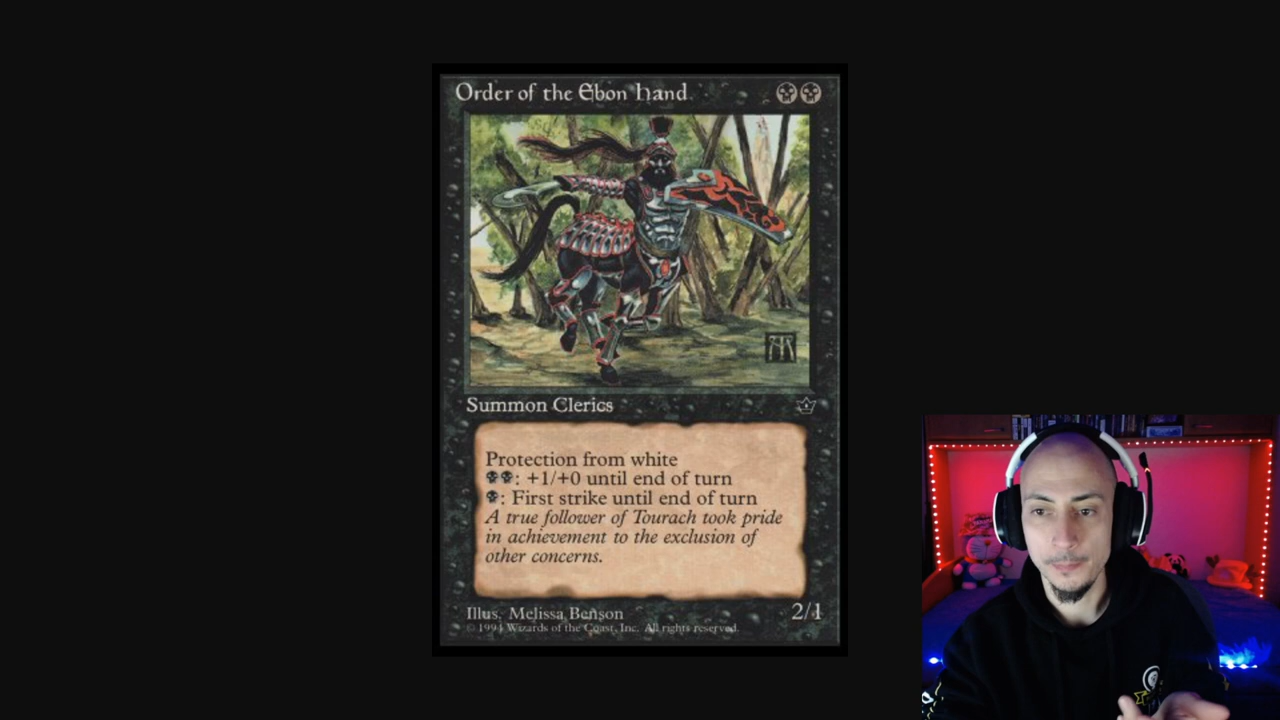 Order of the Ebon Hand
Summon Clerics
Protection from white
: +1/+0 until end of turn
: First strike until end of turn
A true follower of Tourach took pride
in achievement to the exclusion of
other concerns.
Illus. Melissa Benson
2/1
© 1994 Wizards of the Coast, Inc. All rights reserved.